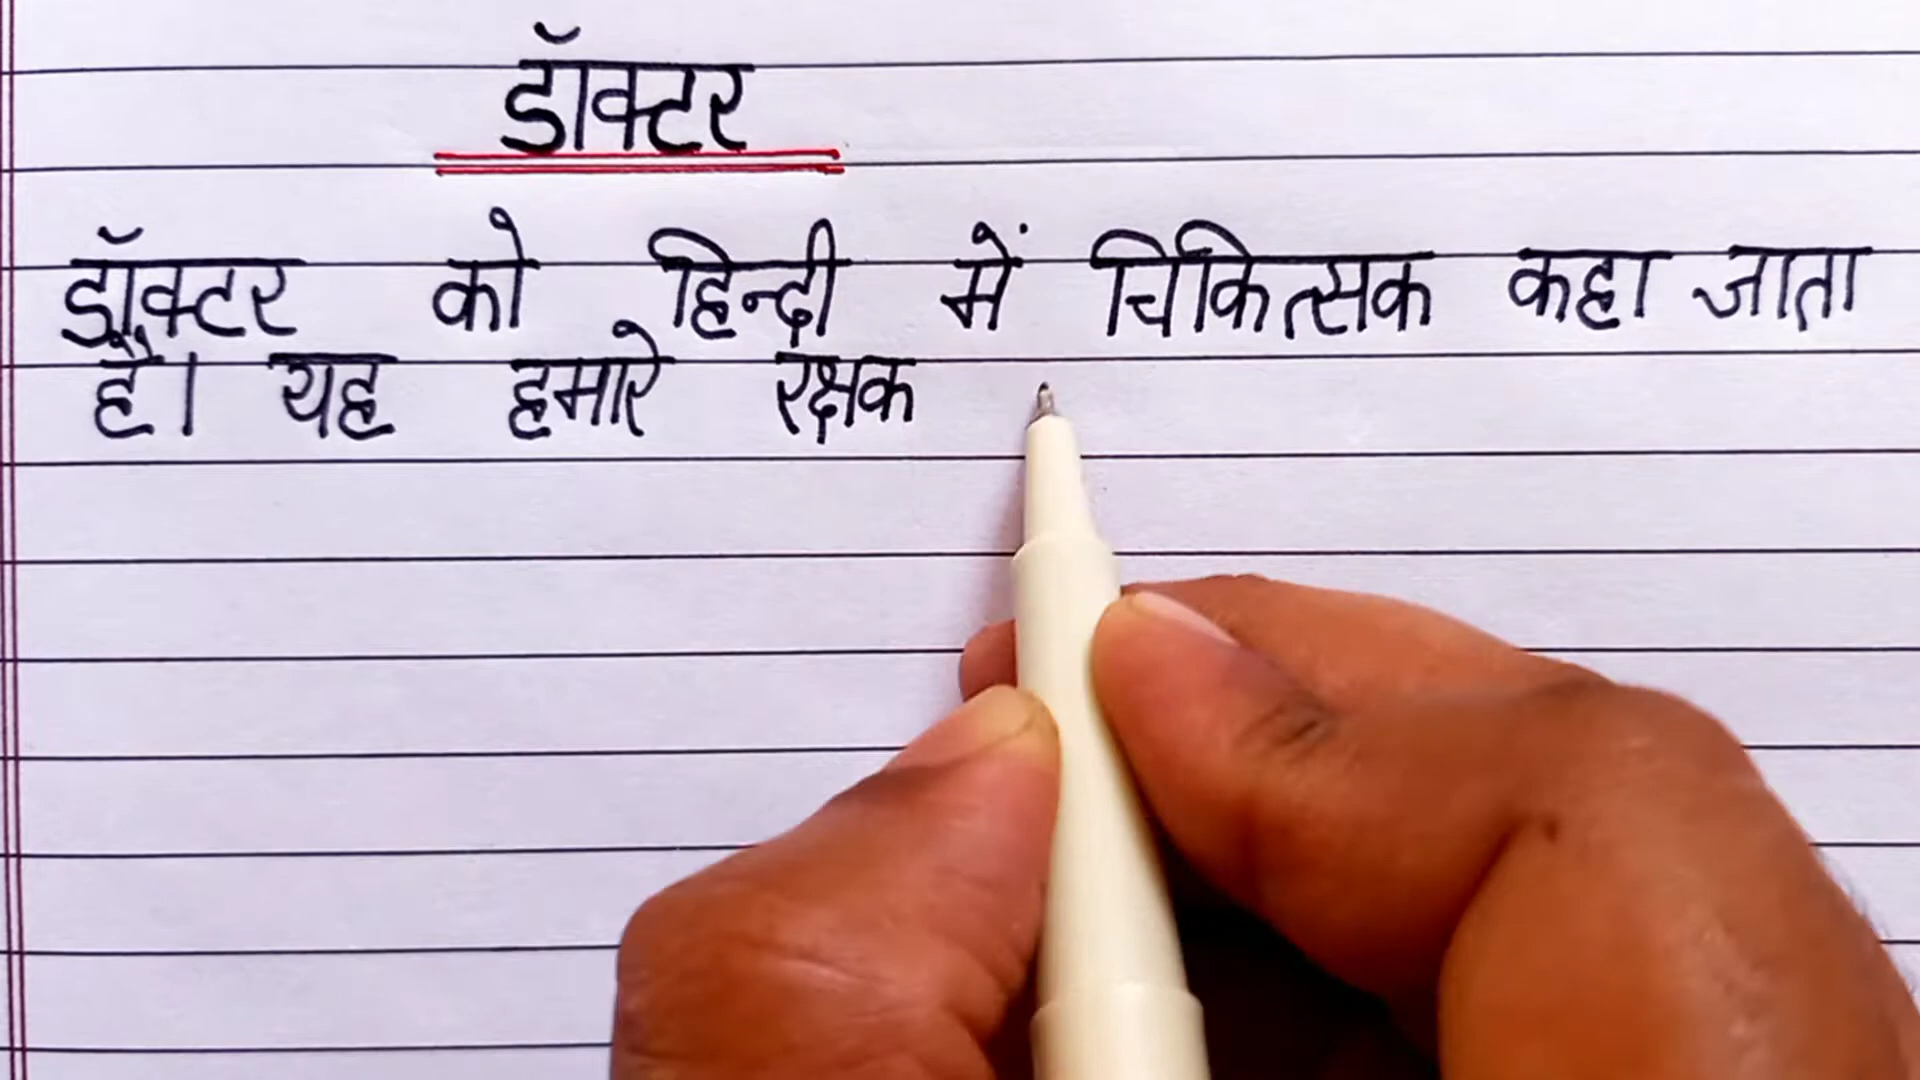 डॉक्टर
डॉक्टर को हिन्दी में चिकित्सक कहा जाता
है। यह हमारे रक्षक